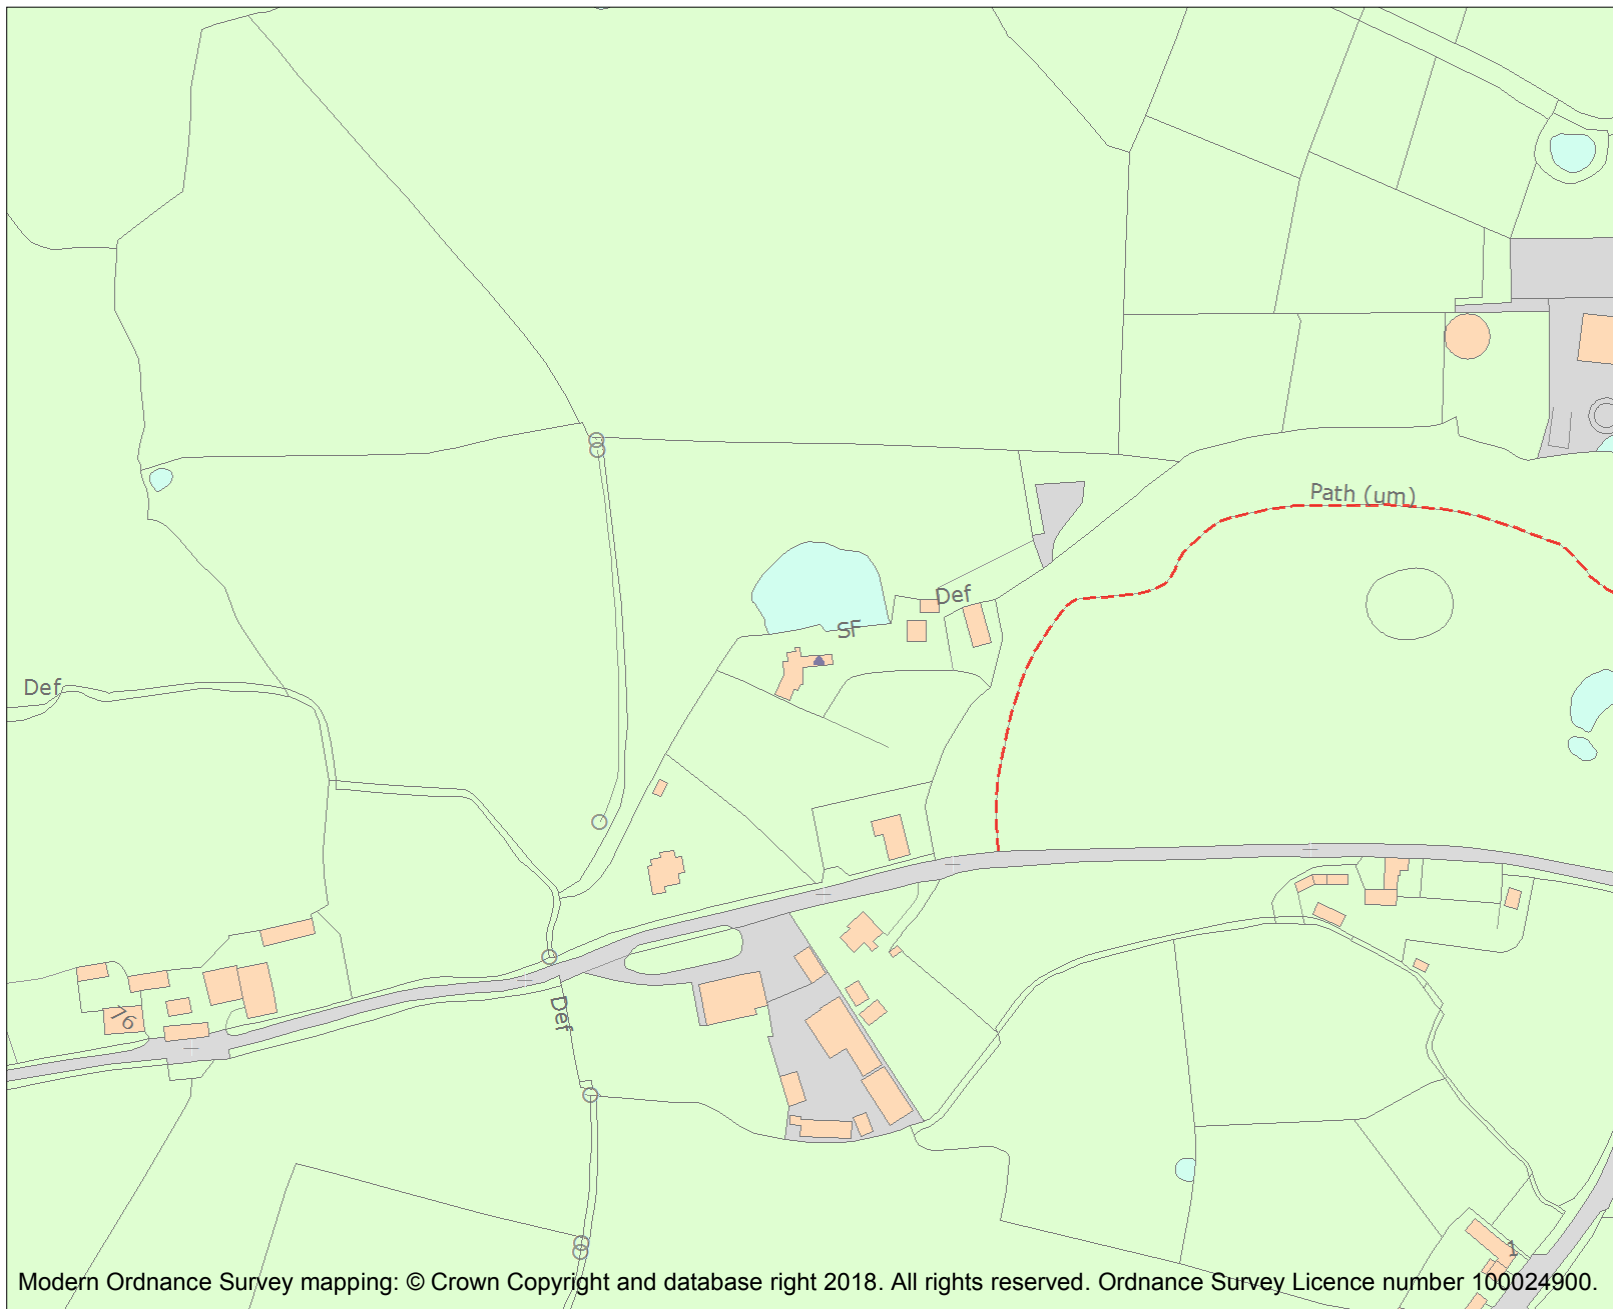 Path (um)
Def
SF
Def
76
Def
1
Modern Ordnance Survey mapping: © Crown Copyright and database right 2018. All rights reserved. Ordnance Survey Licence number 100024900.